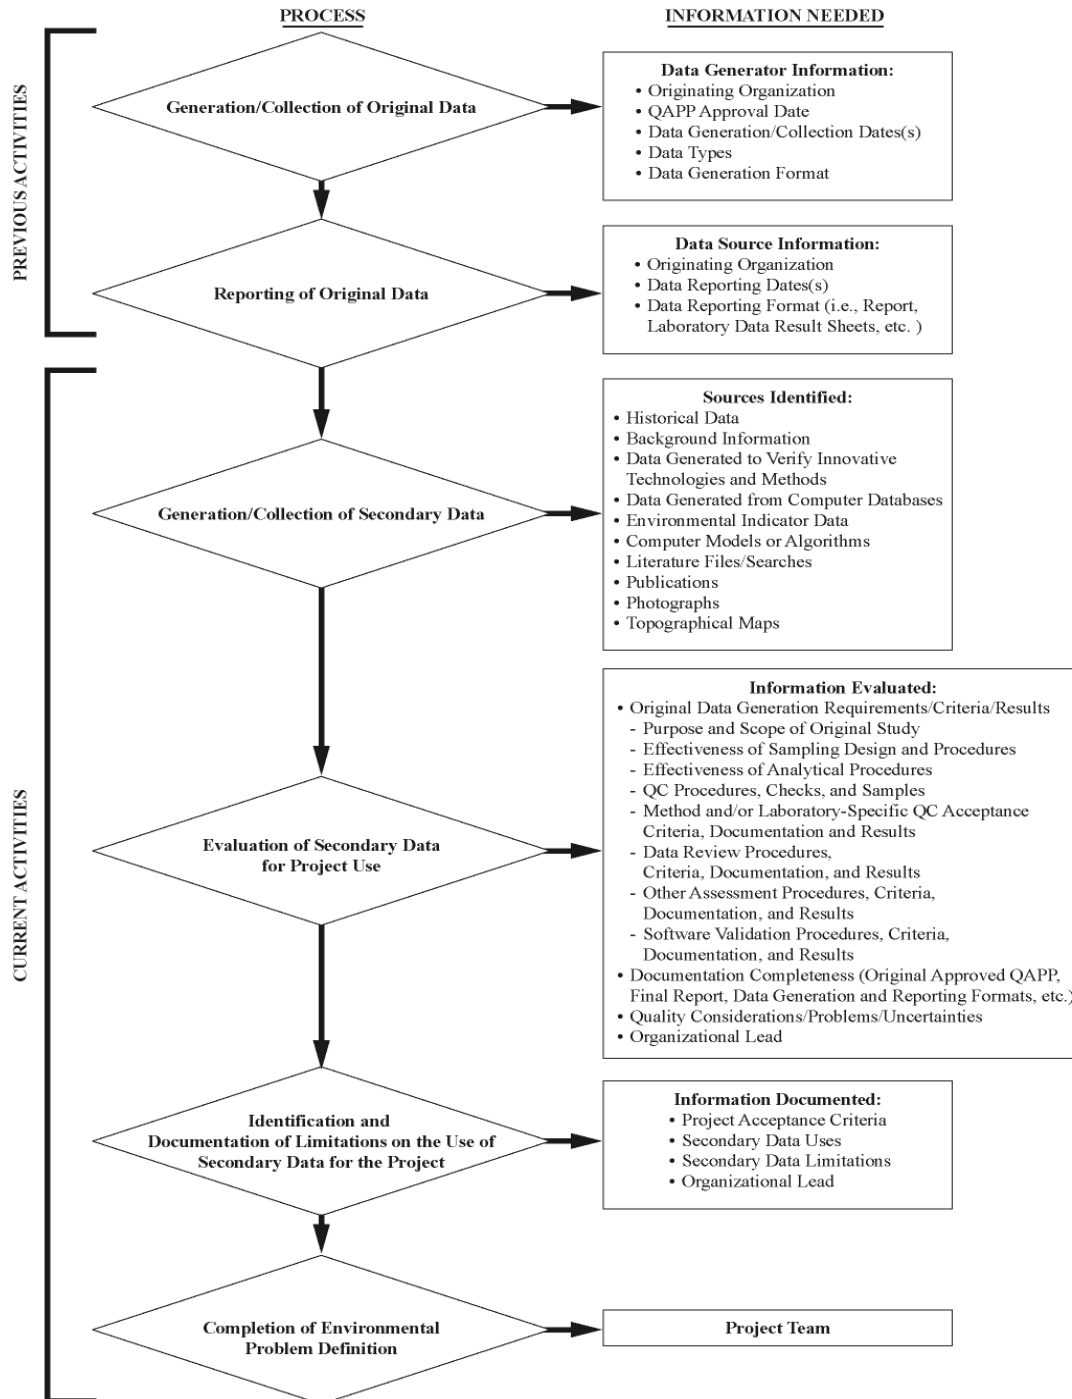 PROCESS
INFORMATION NEEDED
PREVIOUS ACTIVITIES
Generation/Collection of Original Data
Data Generator Information:
• Originating Organization
• QAPP Approval Date
• Data Generation/Collection Dates(s)
• Data Types
• Data Generation Format
Reporting of Original Data
Data Source Information:
• Originating Organization
• Data Reporting Dates(s)
• Data Reporting Format (i.e., Report,
Laboratory Data Result Sheets, etc. )
CURRENT ACTIVITIES
Generation/Collection of Secondary Data
Sources Identified:
• Historical Data
• Background Information
• Data Generated to Verify Innovative
Technologies and Methods
• Data Generated from Computer Databases
• Environmental Indicator Data
• Computer Models or Algorithms
• Literature Files/Searches
• Publications
• Photographs
• Topographical Maps
Evaluation of Secondary Data
for Project Use
Information Evaluated:
• Original Data Generation Requirements/Criteria/Results
- Purpose and Scope of Original Study
- Effectiveness of Sampling Design and Procedures
- Effectiveness of Analytical Procedures
- QC Procedures, Checks, and Samples
- Method and/or Laboratory-Specific QC Acceptance
Criteria, Documentation and Results
- Data Review Procedures,
Criteria, Documentation, and Results
- Other Assessment Procedures, Criteria,
Documentation, and Results
- Software Validation Procedures, Criteria,
Documentation, and Results
• Documentation Completeness (Original Approved QAPP,
Final Report, Data Generation and Reporting Formats, etc.)
• Quality Considerations/Problems/Uncertainties
• Organizational Lead
Identification and
Documentation of Limitations on the Use of
Secondary Data for the Project
Information Documented:
• Project Acceptance Criteria
• Secondary Data Uses
• Secondary Data Limitations
• Organizational Lead
Completion of Environmental
Problem Definition
Project Team